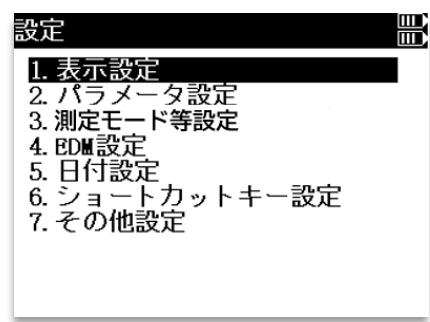 設定
1. 表示設定
2. パラメータ設定
3. 測定モード等設定
4. EDM設定
5. 日付設定
6. ショートカットキー設定
7. その他設定